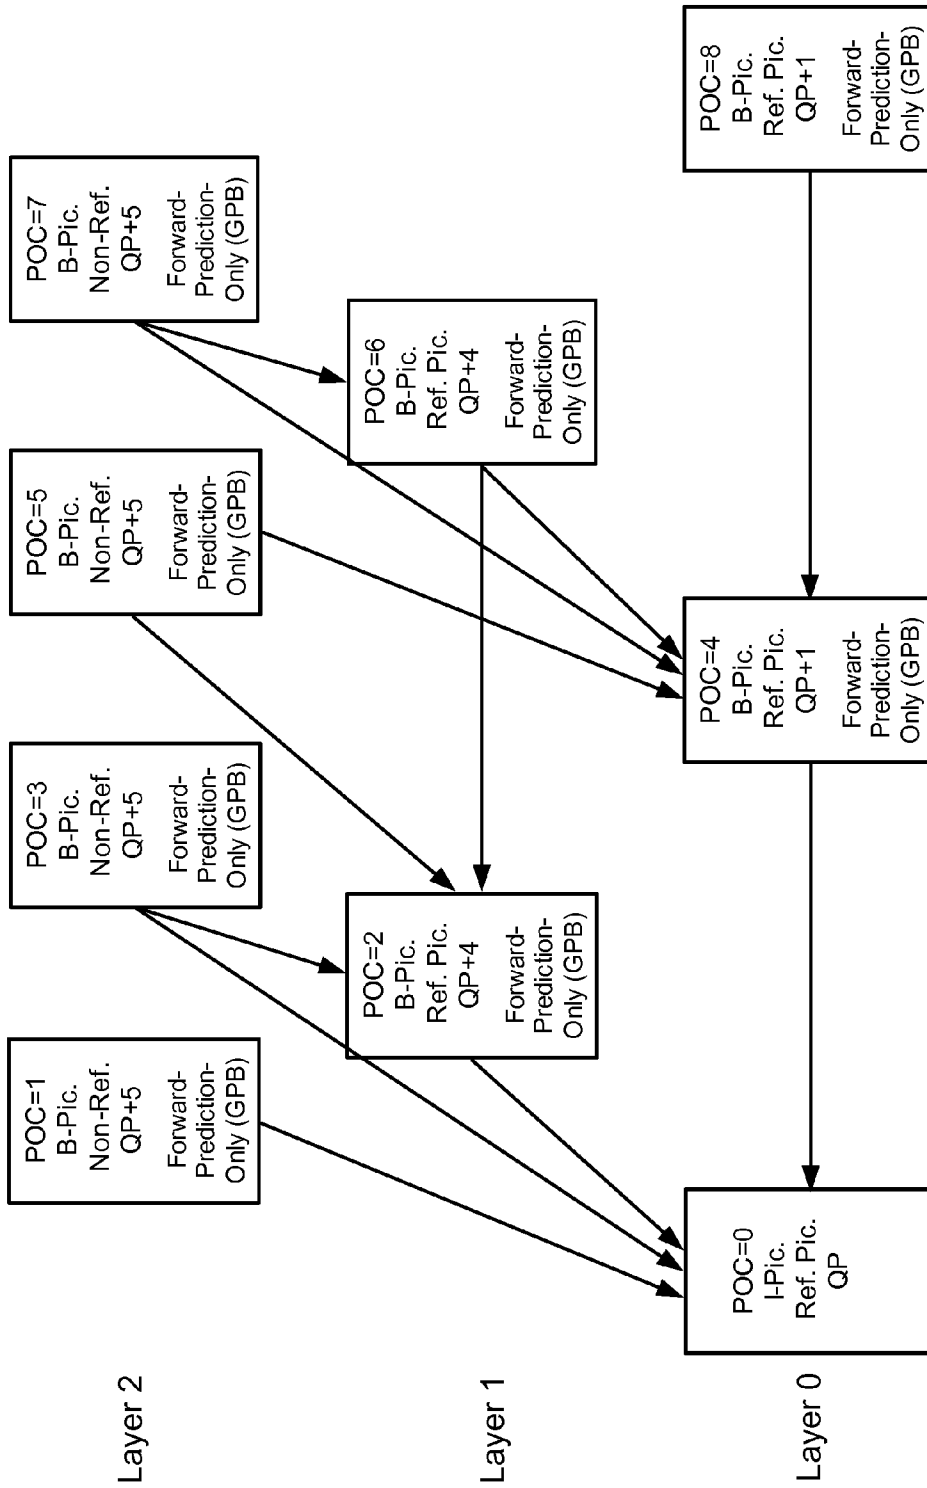 Layer 2
POC=1
B-Pic.
Non-Ref.
QP+5
Forward-
Prediction-
Only (GPB)
POC=3
B-Pic.
Non-Ref.
QP+5
Forward-
Prediction-
Only (GPB)
POC=5
B-Pic.
Non-Ref.
QP+5
Forward-
Prediction-
Only (GPB)
POC=7
B-Pic.
Non-Ref.
QP+5
Forward-
Prediction-
Only (GPB)
Layer 1
POC=2
B-Pic.
Ref. Pic.
QP+4
Forward-
Prediction-
Only (GPB)
POC=6
B-Pic.
Ref. Pic.
QP+4
Forward-
Prediction-
Only (GPB)
Layer 0
POC=0
I-Pic.
Ref. Pic.
QP
POC=4
B-Pic.
Ref. Pic.
QP+1
Forward-
Prediction-
Only (GPB)
POC=8
B-Pic.
Ref. Pic.
QP+1
Forward-
Prediction-
Only (GPB)